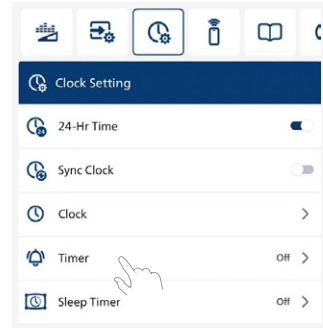 Clock Setting
24-Hr Time
Sync Clock
Clock
Timer Off
Sleep Timer Off